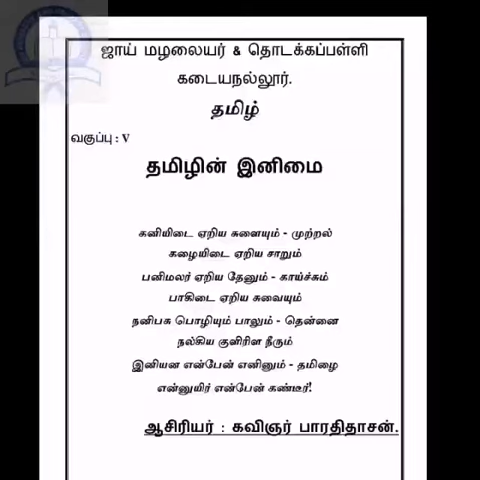 ஜாய் மழலையர் & தொடக்கப்பள்ளி
கடையநல்லூர்.
தமிழ்
வகுப்பு : V
தமிழின் இனிமை
கனியிடை ஏறிய சுளையும் - முற்றல்
கழையிடை ஏறிய சாறும்
பனிமலர் ஏறிய தேனும் - காய்ச்சும்
பாகிடை ஏறிய சுவையும்
நனிபசு பொழியும் பாலும் - தென்னை
நல்கிய குளிரிள நீரும்
இனியன என்பேன் எனினும் - தமிழை
என்னுயிர் என்பேன் கண்டீர்!
ஆசிரியர் : கவிஞர் பாரதிதாசன்.